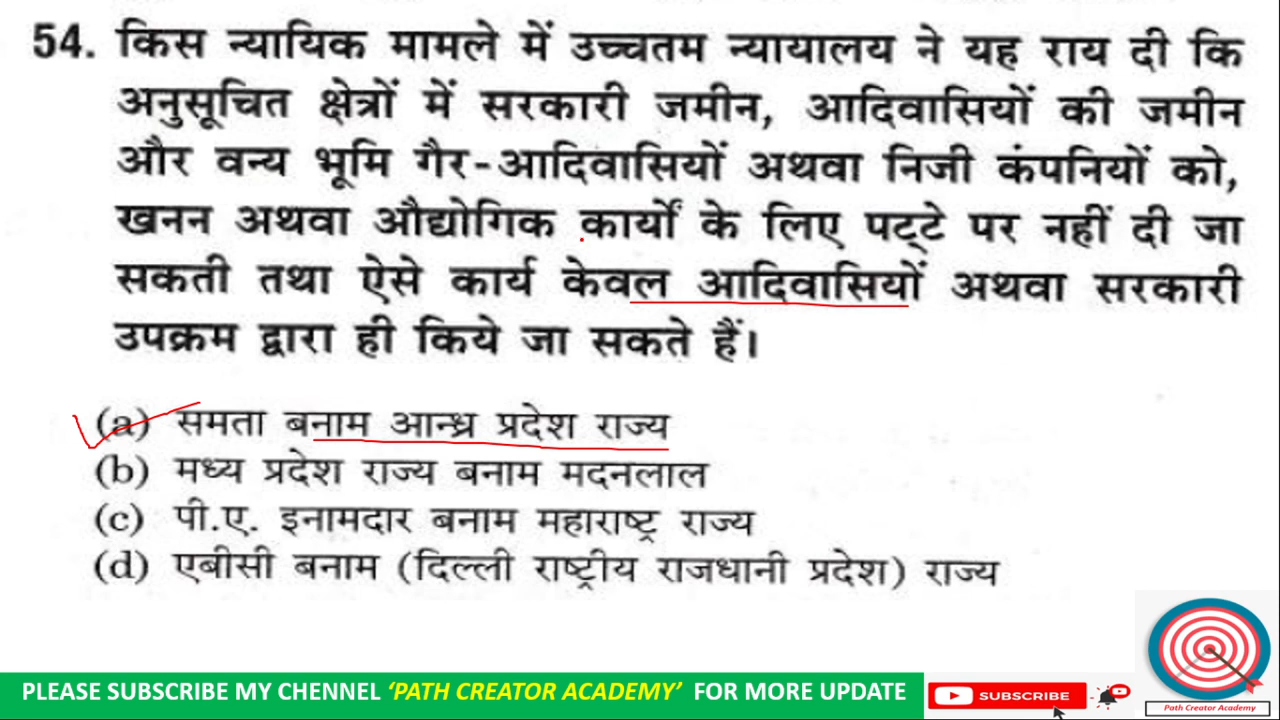 54. किस न्यायिक मामले में उच्चतम न्यायालय ने यह राय दी कि
अनुसूचित क्षेत्रों में सरकारी जमीन, आदिवासियों की जमीन
और वन्य भूमि गैर-आदिवासियों अथवा निजी कंपनियों को,
खनन अथवा औद्योगिक कार्यों के लिए पट्टे पर नहीं दी जा
सकती तथा ऐसे कार्य केवल आदिवासियों अथवा सरकारी
उपक्रम द्वारा ही किये जा सकते हैं।
(a) समता बनाम आन्ध्र प्रदेश राज्य
(b) मध्य प्रदेश राज्य बनाम मदनलाल
(c) पी.ए. इनामदार बनाम महाराष्ट्र राज्य
(d) एबीसी बनाम (दिल्ली राष्ट्रीय राजधानी प्रदेश) राज्य
PLEASE SUBSCRIBE MY CHENNEL 'PATH CREATOR ACADEMY' FOR MORE UPDATE
SUBSCRIBE
Path Creator Academy